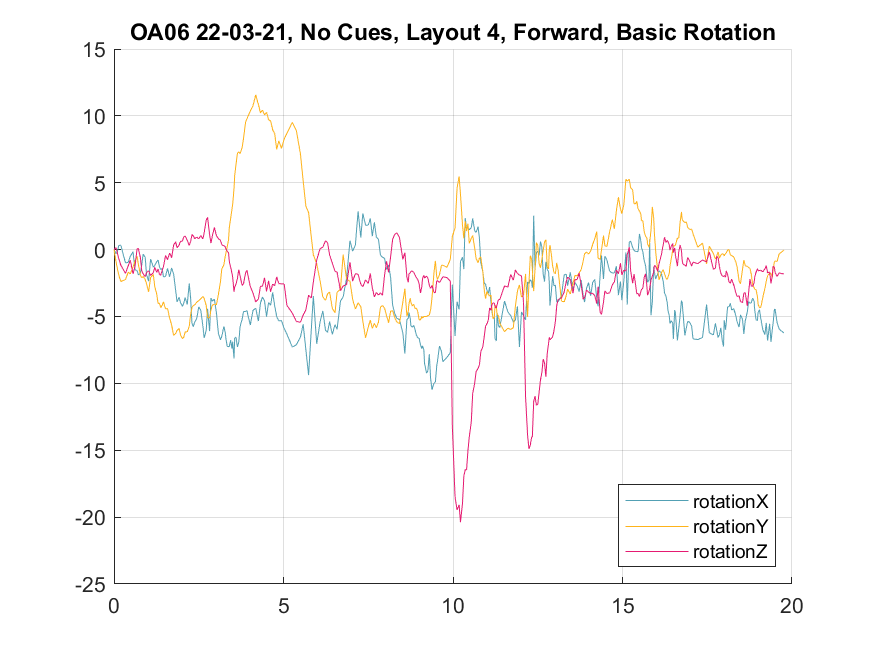 OA06 22-03-21, No Cues, Layout 4, Forward, Basic Rotation
15
10
5
0
-5
-10
-15
-20
-25
0 5 10 15 20
rotationX
rotationY
rotationZ